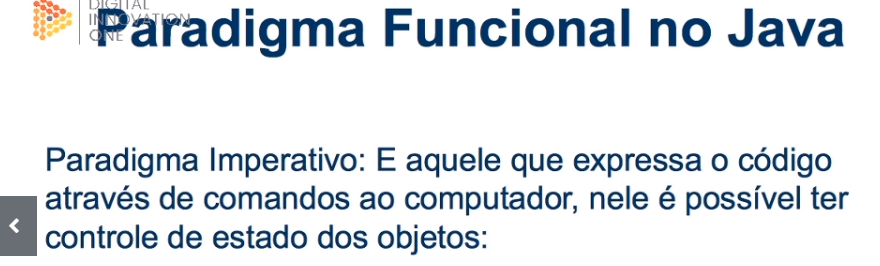 DIGITAL
INNOVATION
ONE
Paradigma Funcional no Java
Paradigma Imperativo: E aquele que expressa o código
através de comandos ao computador, nele é possível ter
controle de estado dos objetos: